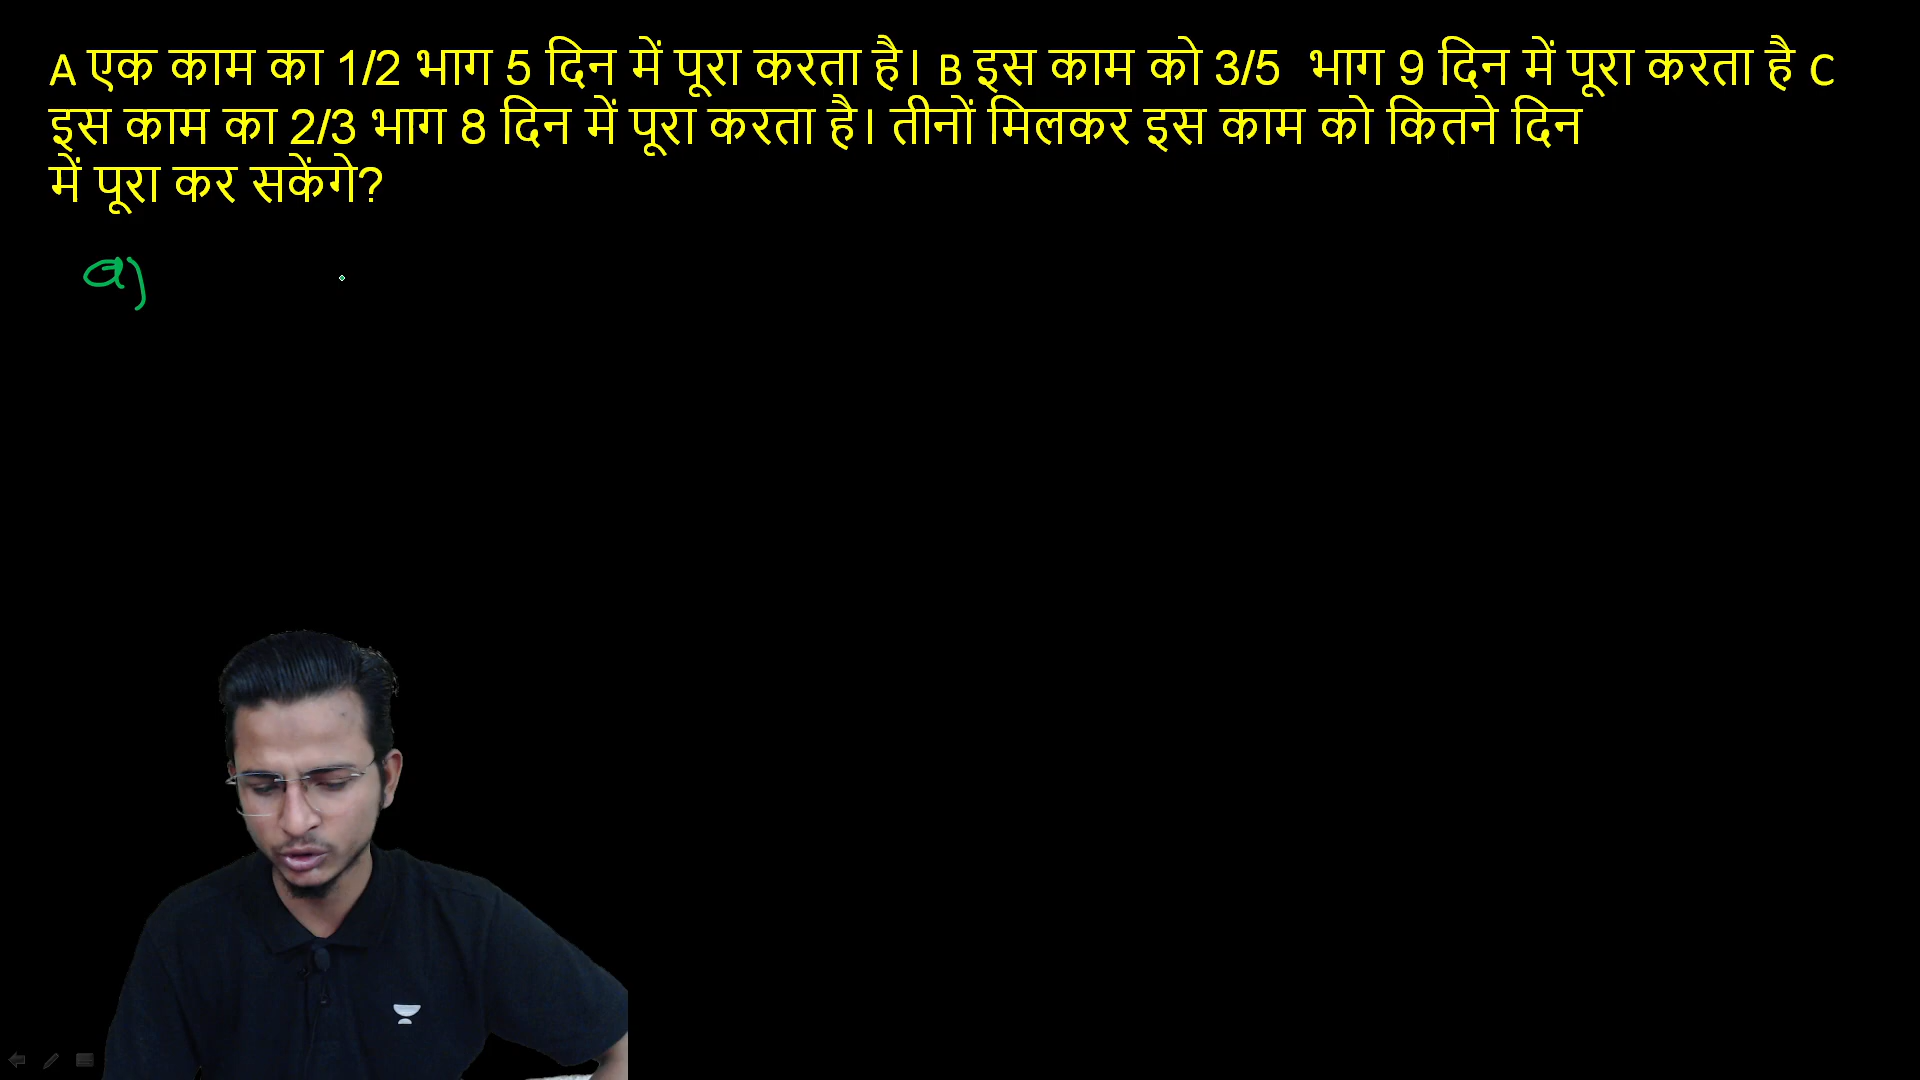 A एक काम का 1/2 भाग 5 दिन में पूरा करता है। B इस काम को 3/5 भाग 9 दिन में पूरा करता है C
इस काम का 2/3 भाग 8 दिन में पूरा करता है। तीनों मिलकर इस काम को कितने दिन
में पूरा कर सकेंगे?
a)